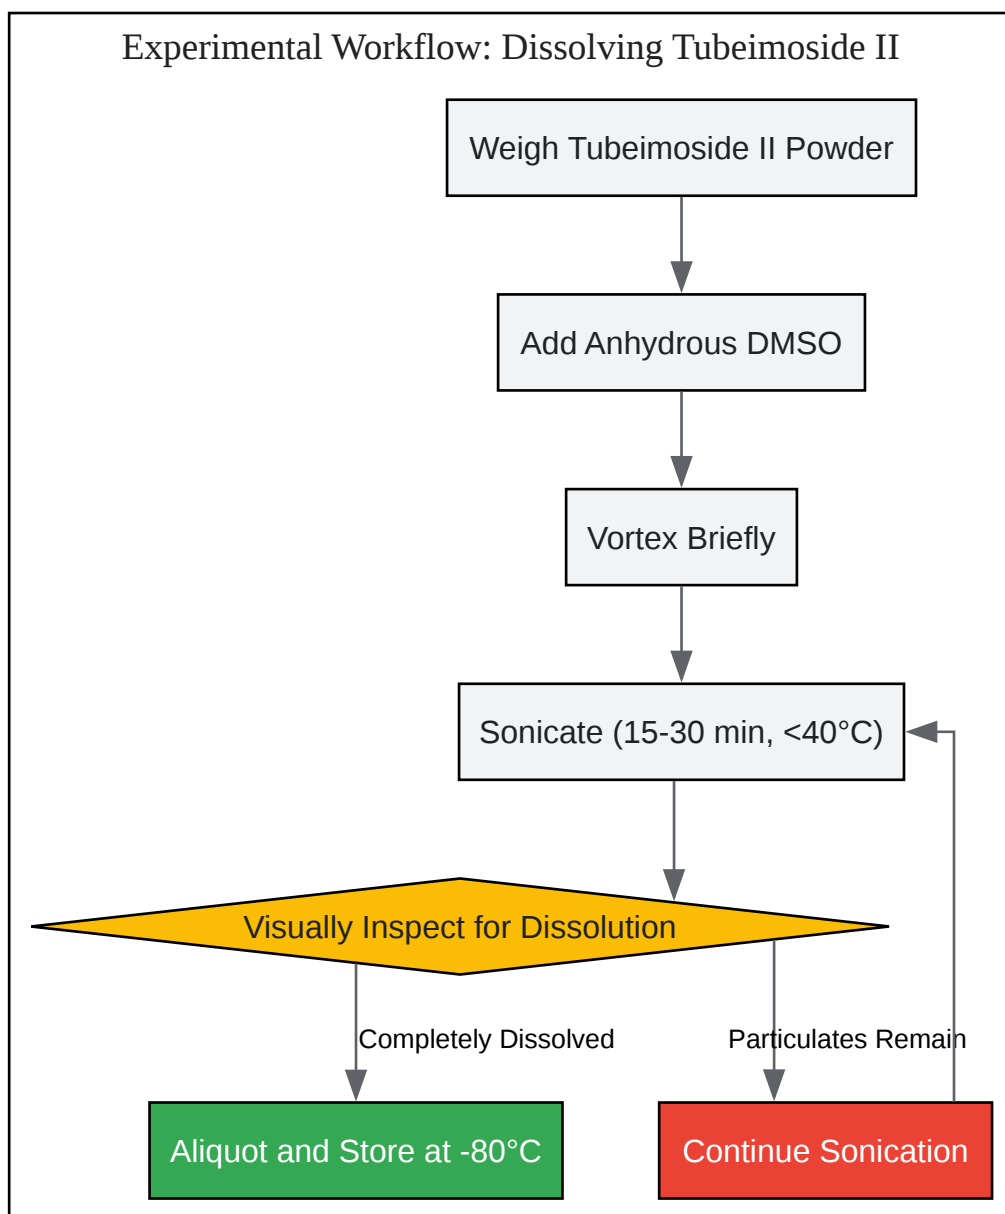 Experimental Workflow: Dissolving Tubeimoside II
Weigh Tubeimoside II Powder
Add Anhydrous DMSO
Vortex Briefly
Sonicate (15-30 min, <40°C)
Visually Inspect for Dissolution
Completely Dissolved
Particulates Remain
Aliquot and Store at -80°C
Continue Sonication